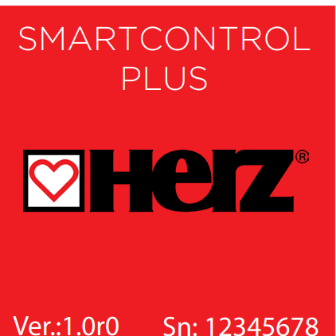 SMARTCONTROL
PLUS
Herz®
Ver.:1.0r0 Sn: 12345678